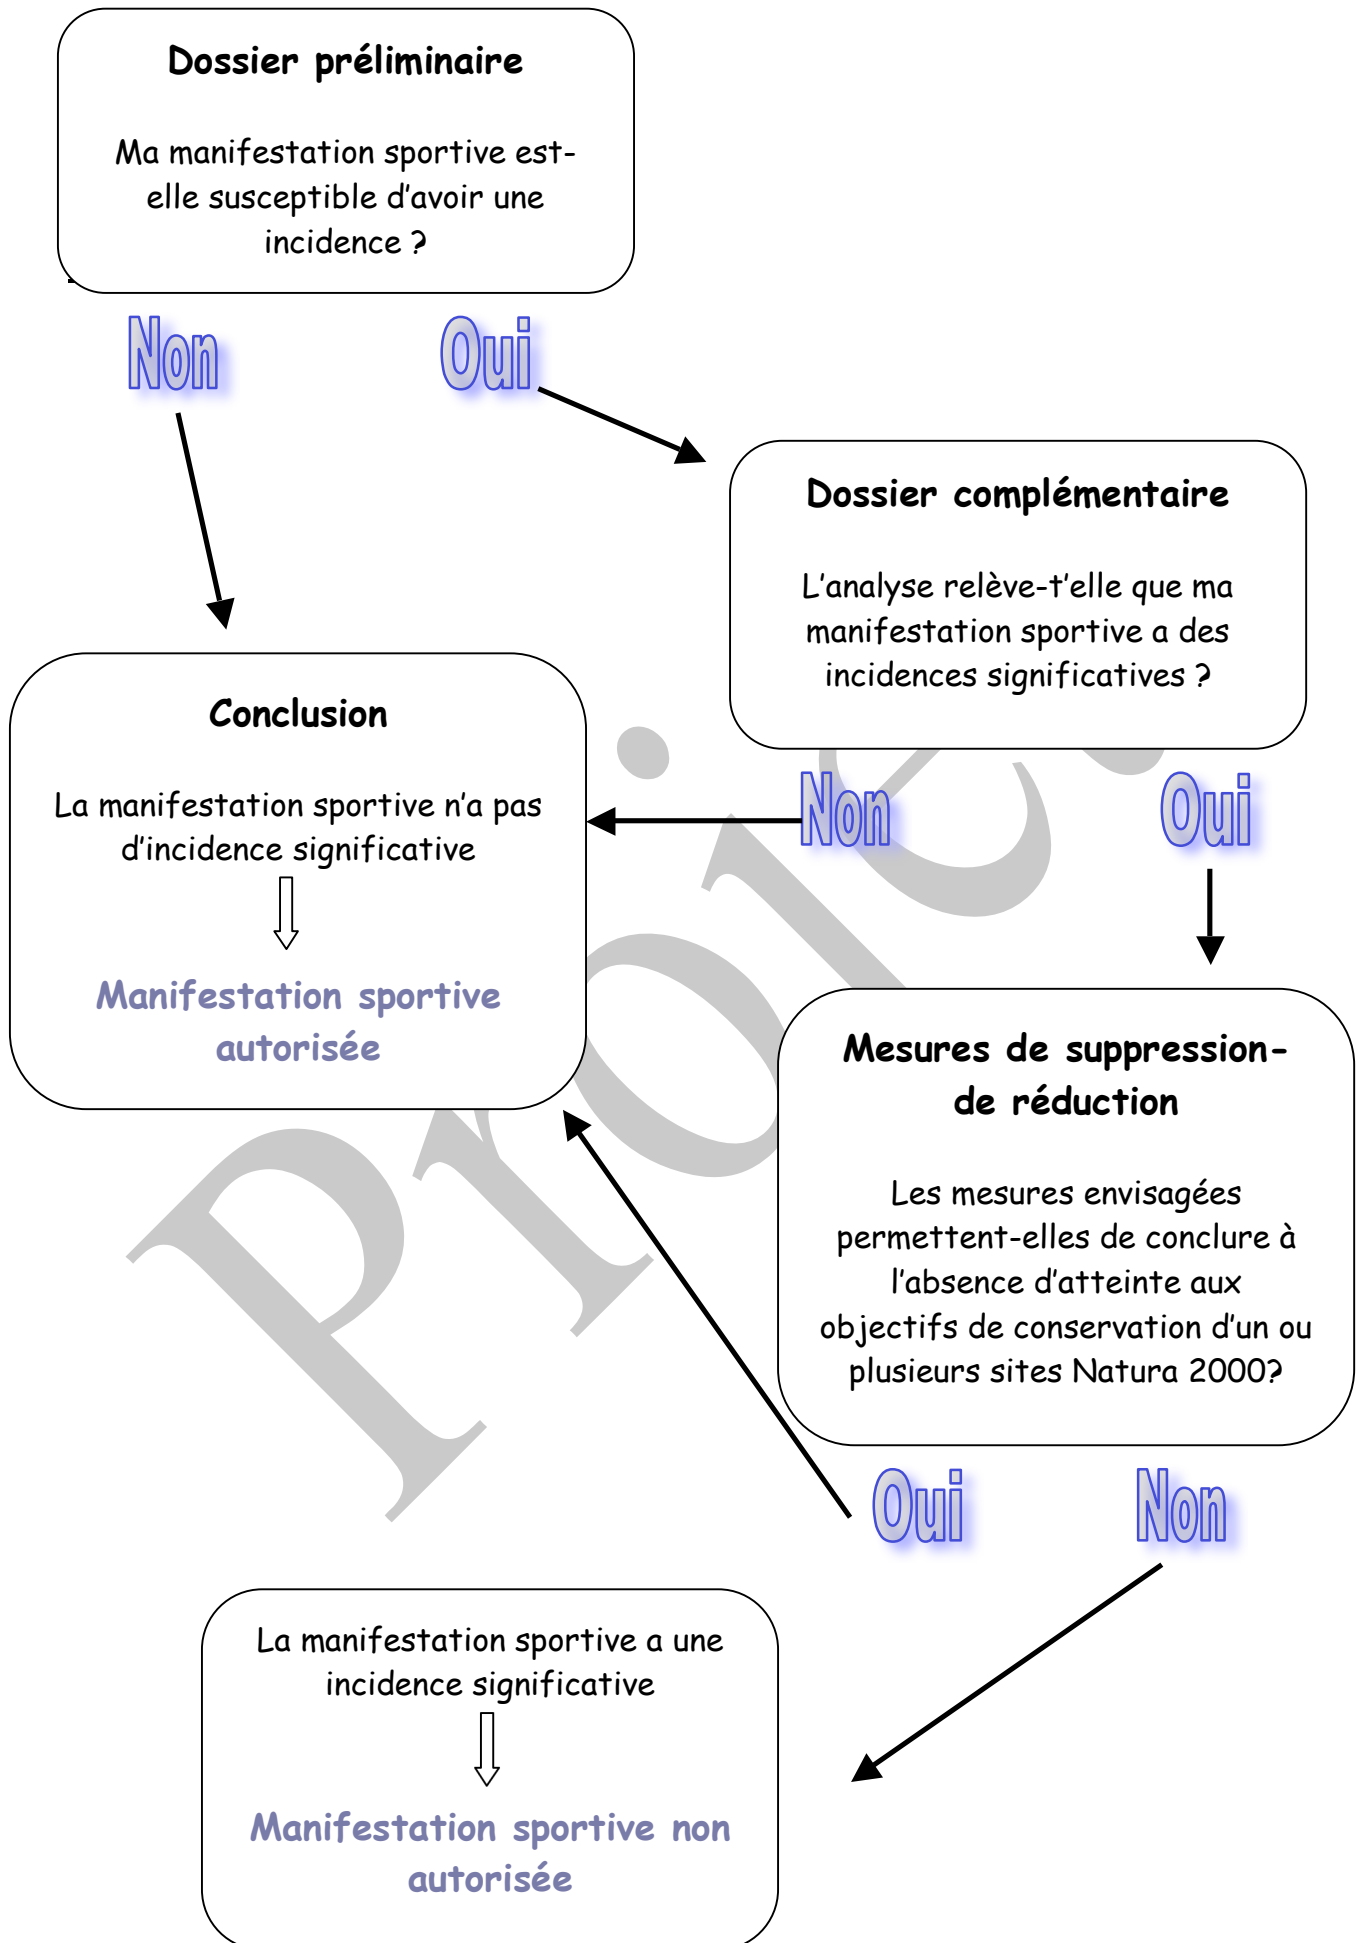 Dossier préliminaire
Ma manifestation sportive est-
elle susceptible d'avoir une
incidence ?
Non
Oui
Dossier complémentaire
L'analyse relève-t'elle que ma
manifestation sportive a des
incidences significatives ?
Non
Oui
Conclusion
La manifestation sportive n'a pas
d'incidence significative
Manifestation sportive
autorisée
Mesures de suppression-
de réduction
Les mesures envisagées
permettent-elles de conclure à
l'absence d'atteinte aux
objectifs de conservation d'un ou
plusieurs sites Natura 2000?
Oui
Non
La manifestation sportive a une
incidence significative
Manifestation sportive non
autorisée
Projet